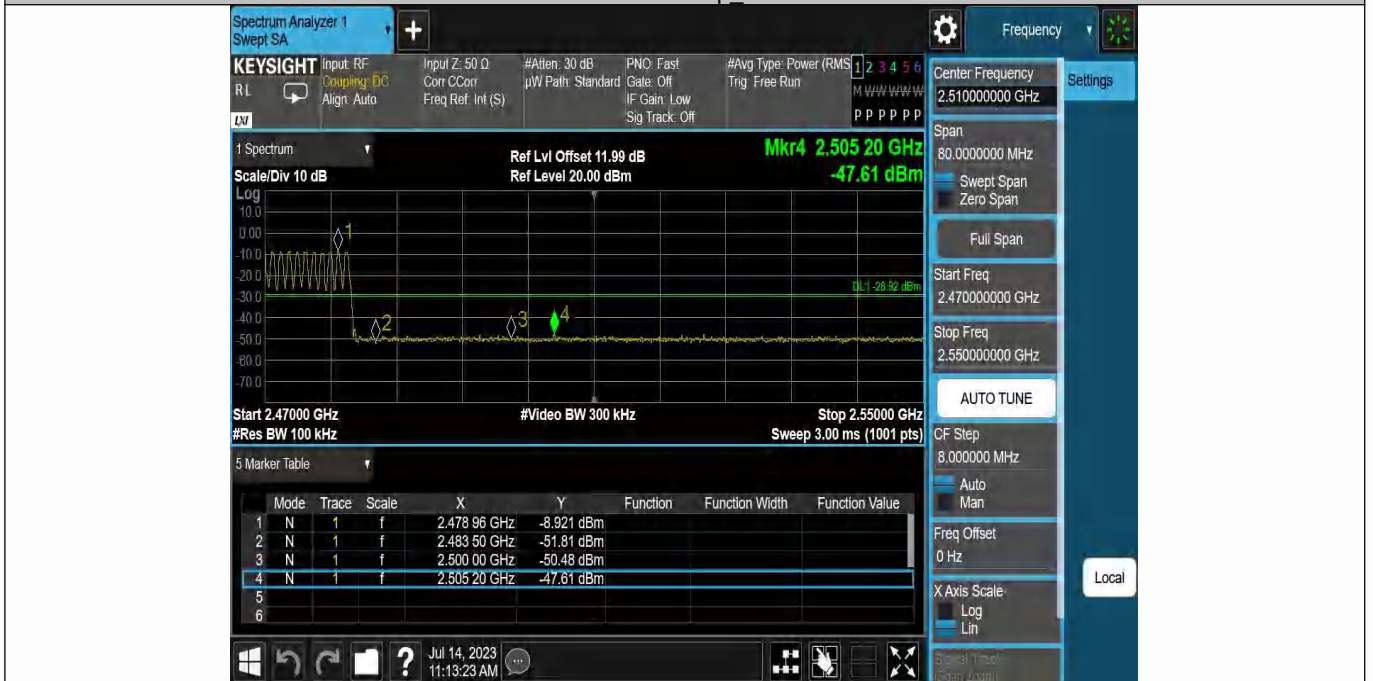 Spectrum Analyzer 1
Swept SA
+
Frequency
KEYSIGHT
RL
LXI
Input: RF
Coupling: DC
Align: Auto
Input Z: 50 Ω
Corr CCorr
Freq Ref: Int (S)
#Atten: 30 dB
µW Path: Standard
PNO: Fast
Gate: Off
IF Gain: Low
Sig Track: Off
#Avg Type: Power (RMS
Trig: Free Run
1 2 3 4 5 6
M W W W W W
P P P P P P
1 Spectrum
Scale/Div 10 dB
Ref Lvl Offset 11.99 dB
Ref Level 20.00 dBm
Mkr4 2.505 20 GHz
-47.61 dBm
Log
10.0
0.00
-10.0
-20.0
-30.0
-40.0
-50.0
-60.0
-70.0
1
2
3
4
DL1 -28.92 dBm
Start 2.47000 GHz
#Video BW 300 kHz
Stop 2.55000 GHz
#Res BW 100 kHz
Sweep 3.00 ms (1001 pts)
5 Marker Table
Mode Trace Scale X Y Function Function Width Function Value
1 N 1 f 2.478 96 GHz -8.921 dBm
2 N 1 f 2.483 50 GHz -51.81 dBm
3 N 1 f 2.500 00 GHz -50.48 dBm
4 N 1 f 2.505 20 GHz -47.61 dBm
5
6
?
Jul 14, 2023
11:13:23 AM
Center Frequency
2.510000000 GHz
Settings
Span
80.0000000 MHz
Swept Span
Zero Span
Full Span
Start Freq
2.470000000 GHz
Stop Freq
2.550000000 GHz
AUTO TUNE
CF Step
8.000000 MHz
Auto
Man
Freq Offset
0 Hz
X Axis Scale
Log
Lin
Local
Signal Track
(Span Zoom)